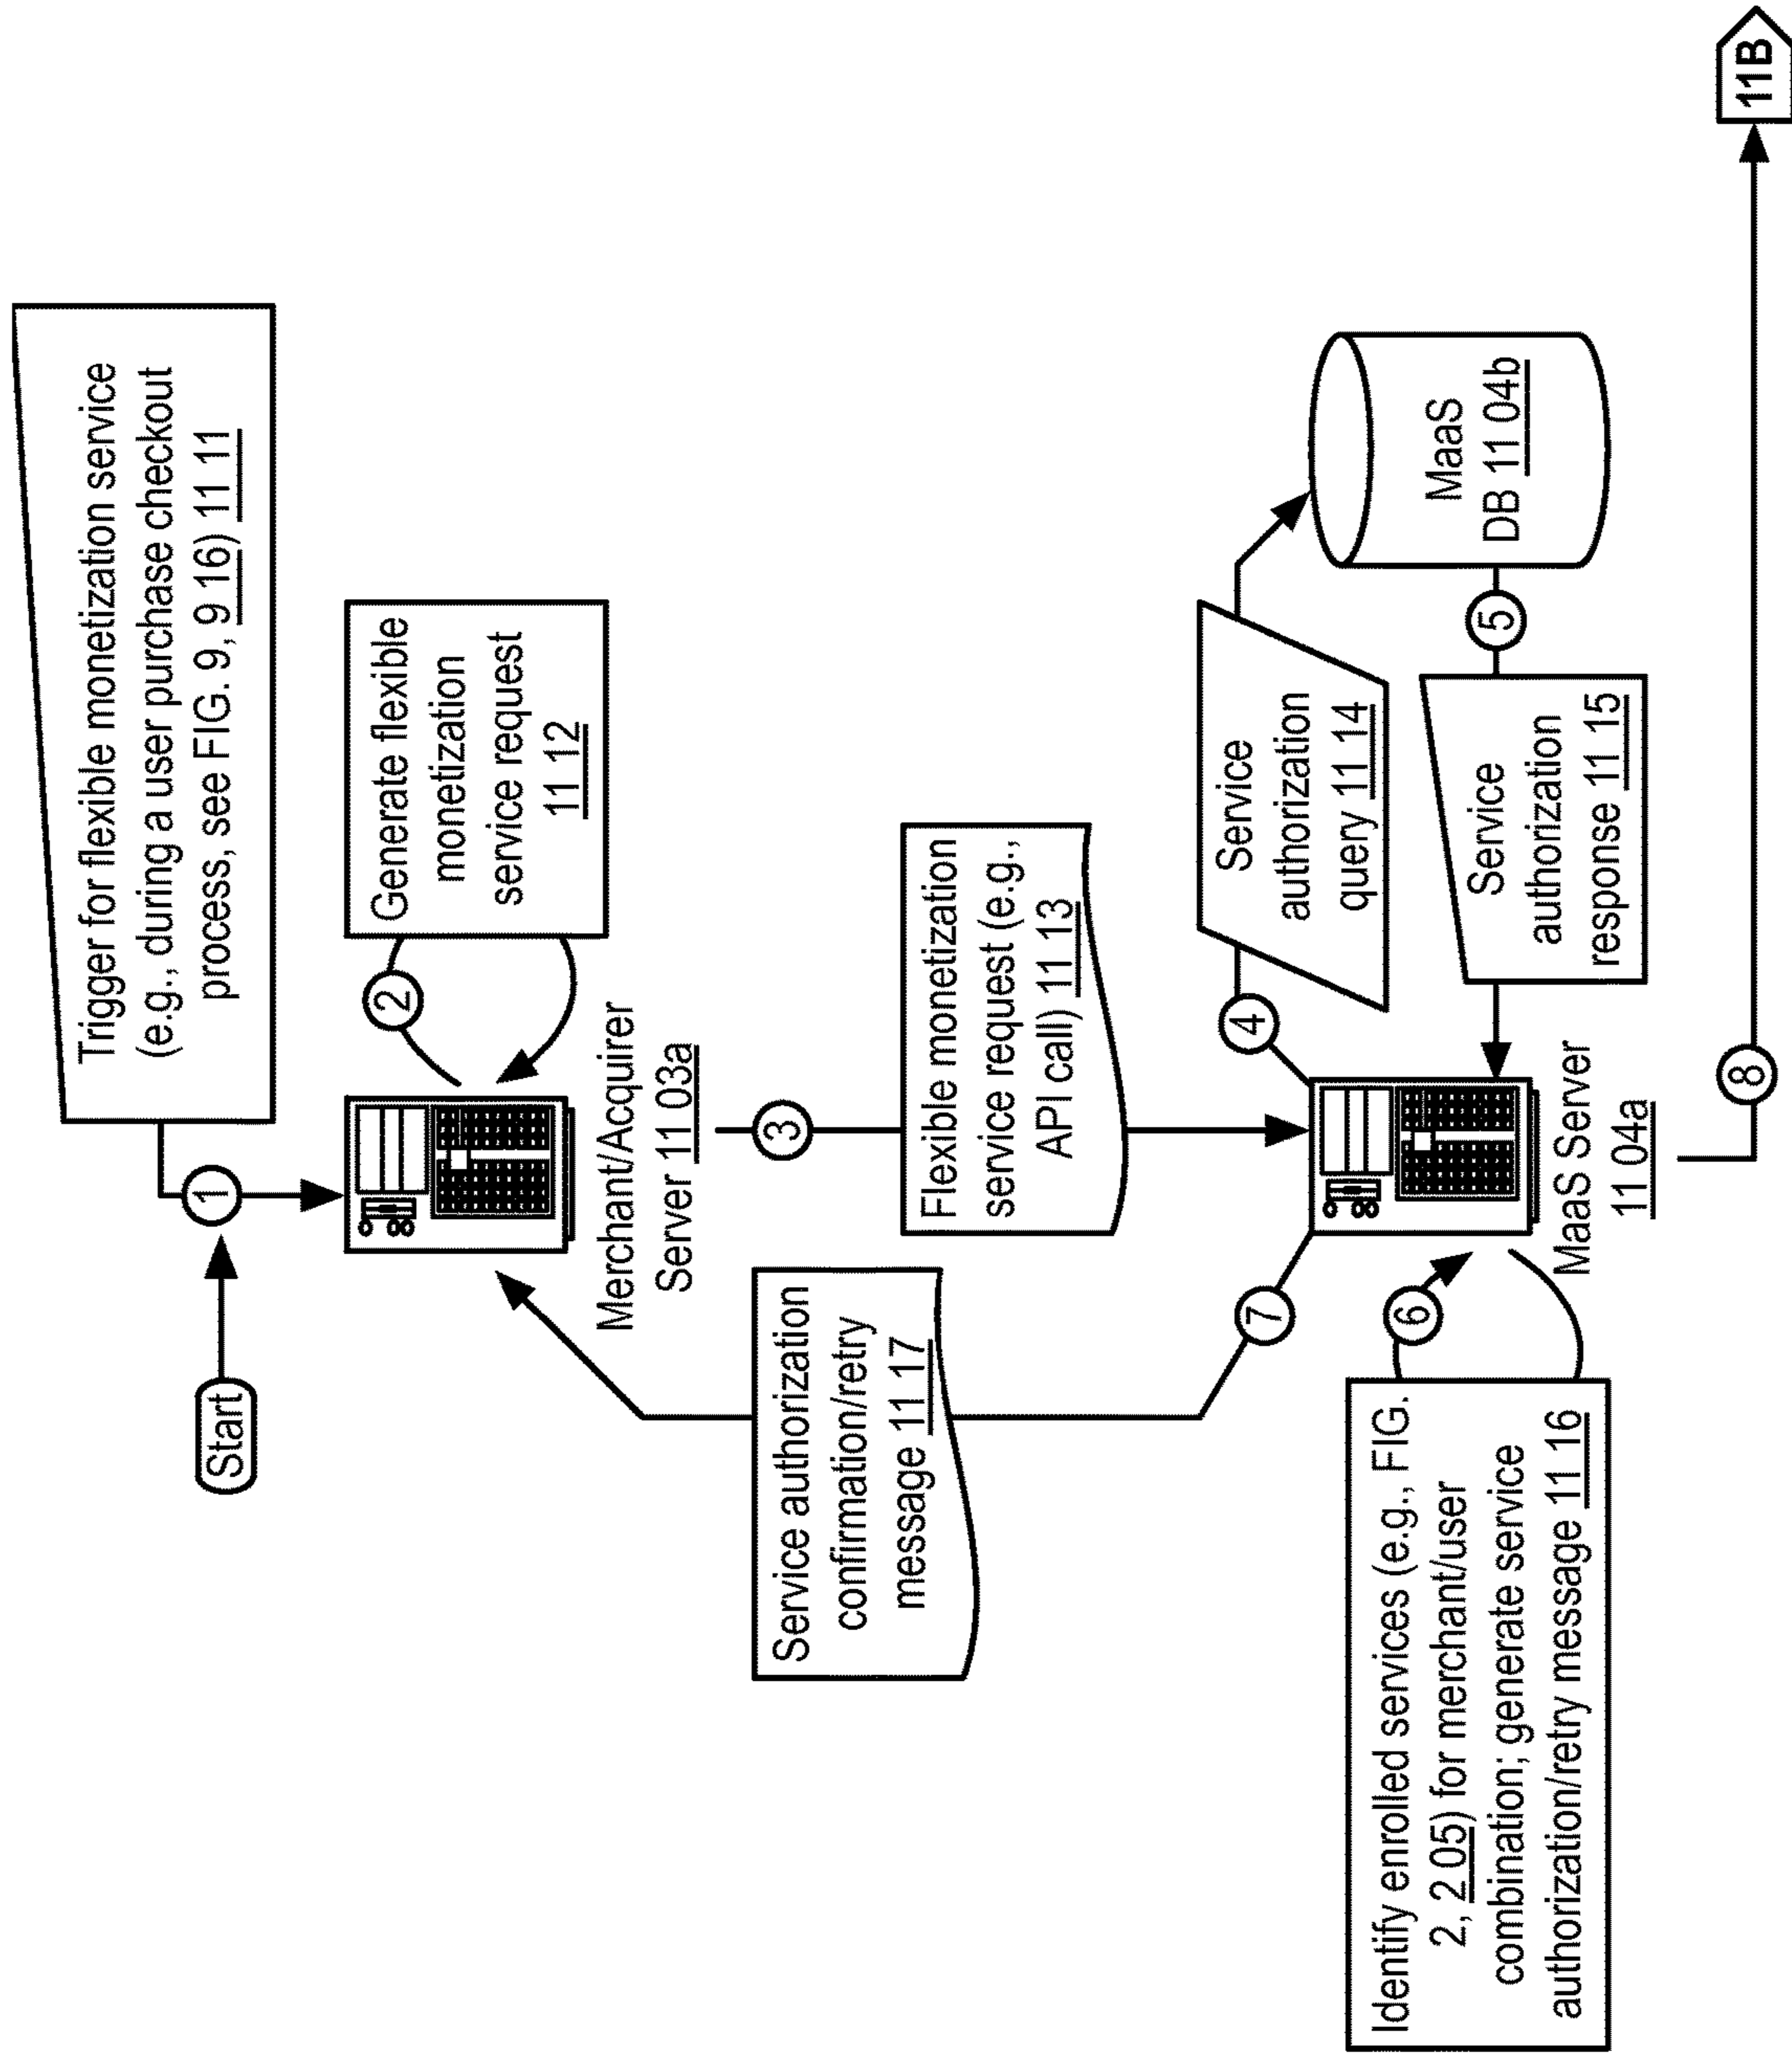 Start
1
Trigger for flexible monetization service
(e.g., during a user purchase checkout
process, see FIG. 9, 9 16) 11 11
2
Generate flexible
monetization
service request
11 12
Merchant/Acquirer
Server 11 03a
3
Flexible monetization
service request (e.g.,
API call) 11 13
Service authorization
confirmation/retry
message 11 17
4
Service
authorization
query 11 14
MaaS
DB 11 04b
5
Service
authorization
response 11 15
7
6
MaaS Server
11 04a
Identify enrolled services (e.g., FIG.
2, 2 05) for merchant/user
combination; generate service
authorization/retry message 11 16
8
11B